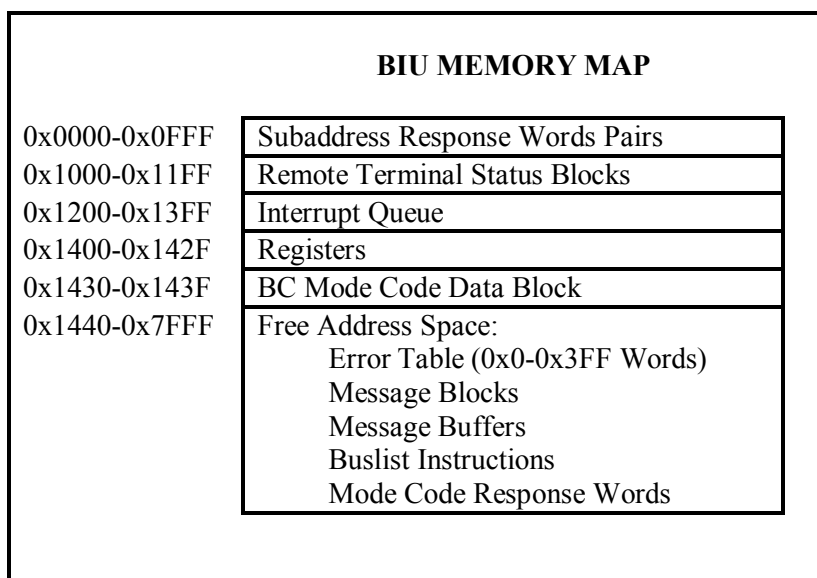 BIU MEMORY MAP
0x0000-0x0FFF Subaddress Response Words Pairs
0x1000-0x11FF Remote Terminal Status Blocks
0x1200-0x13FF Interrupt Queue
0x1400-0x142F Registers
0x1430-0x143F BC Mode Code Data Block
0x1440-0x7FFF Free Address Space:
Error Table (0x0-0x3FF Words)
Message Blocks
Message Buffers
Buslist Instructions
Mode Code Response Words